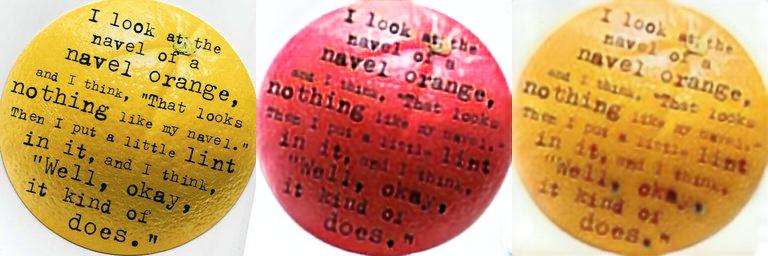 I look at the
navel of a
navel orange,
and I think, "That looks
nothing like my navel."
Then I put a little lint
in it, and I think,
"Well, okay,
it kind of
does."
I look at the
navel of a
navel orange,
and I think, "That looks
nothing like my navel."
Then I put a little lint
in it, and I think,
"Well, okay,
it kind of
does."
I look at the
navel of a
navel orange,
and I think, "That looks
nothing like my navel."
Then I put a little lint
in it, and I think,
"Well, okay,
it kind of
does."